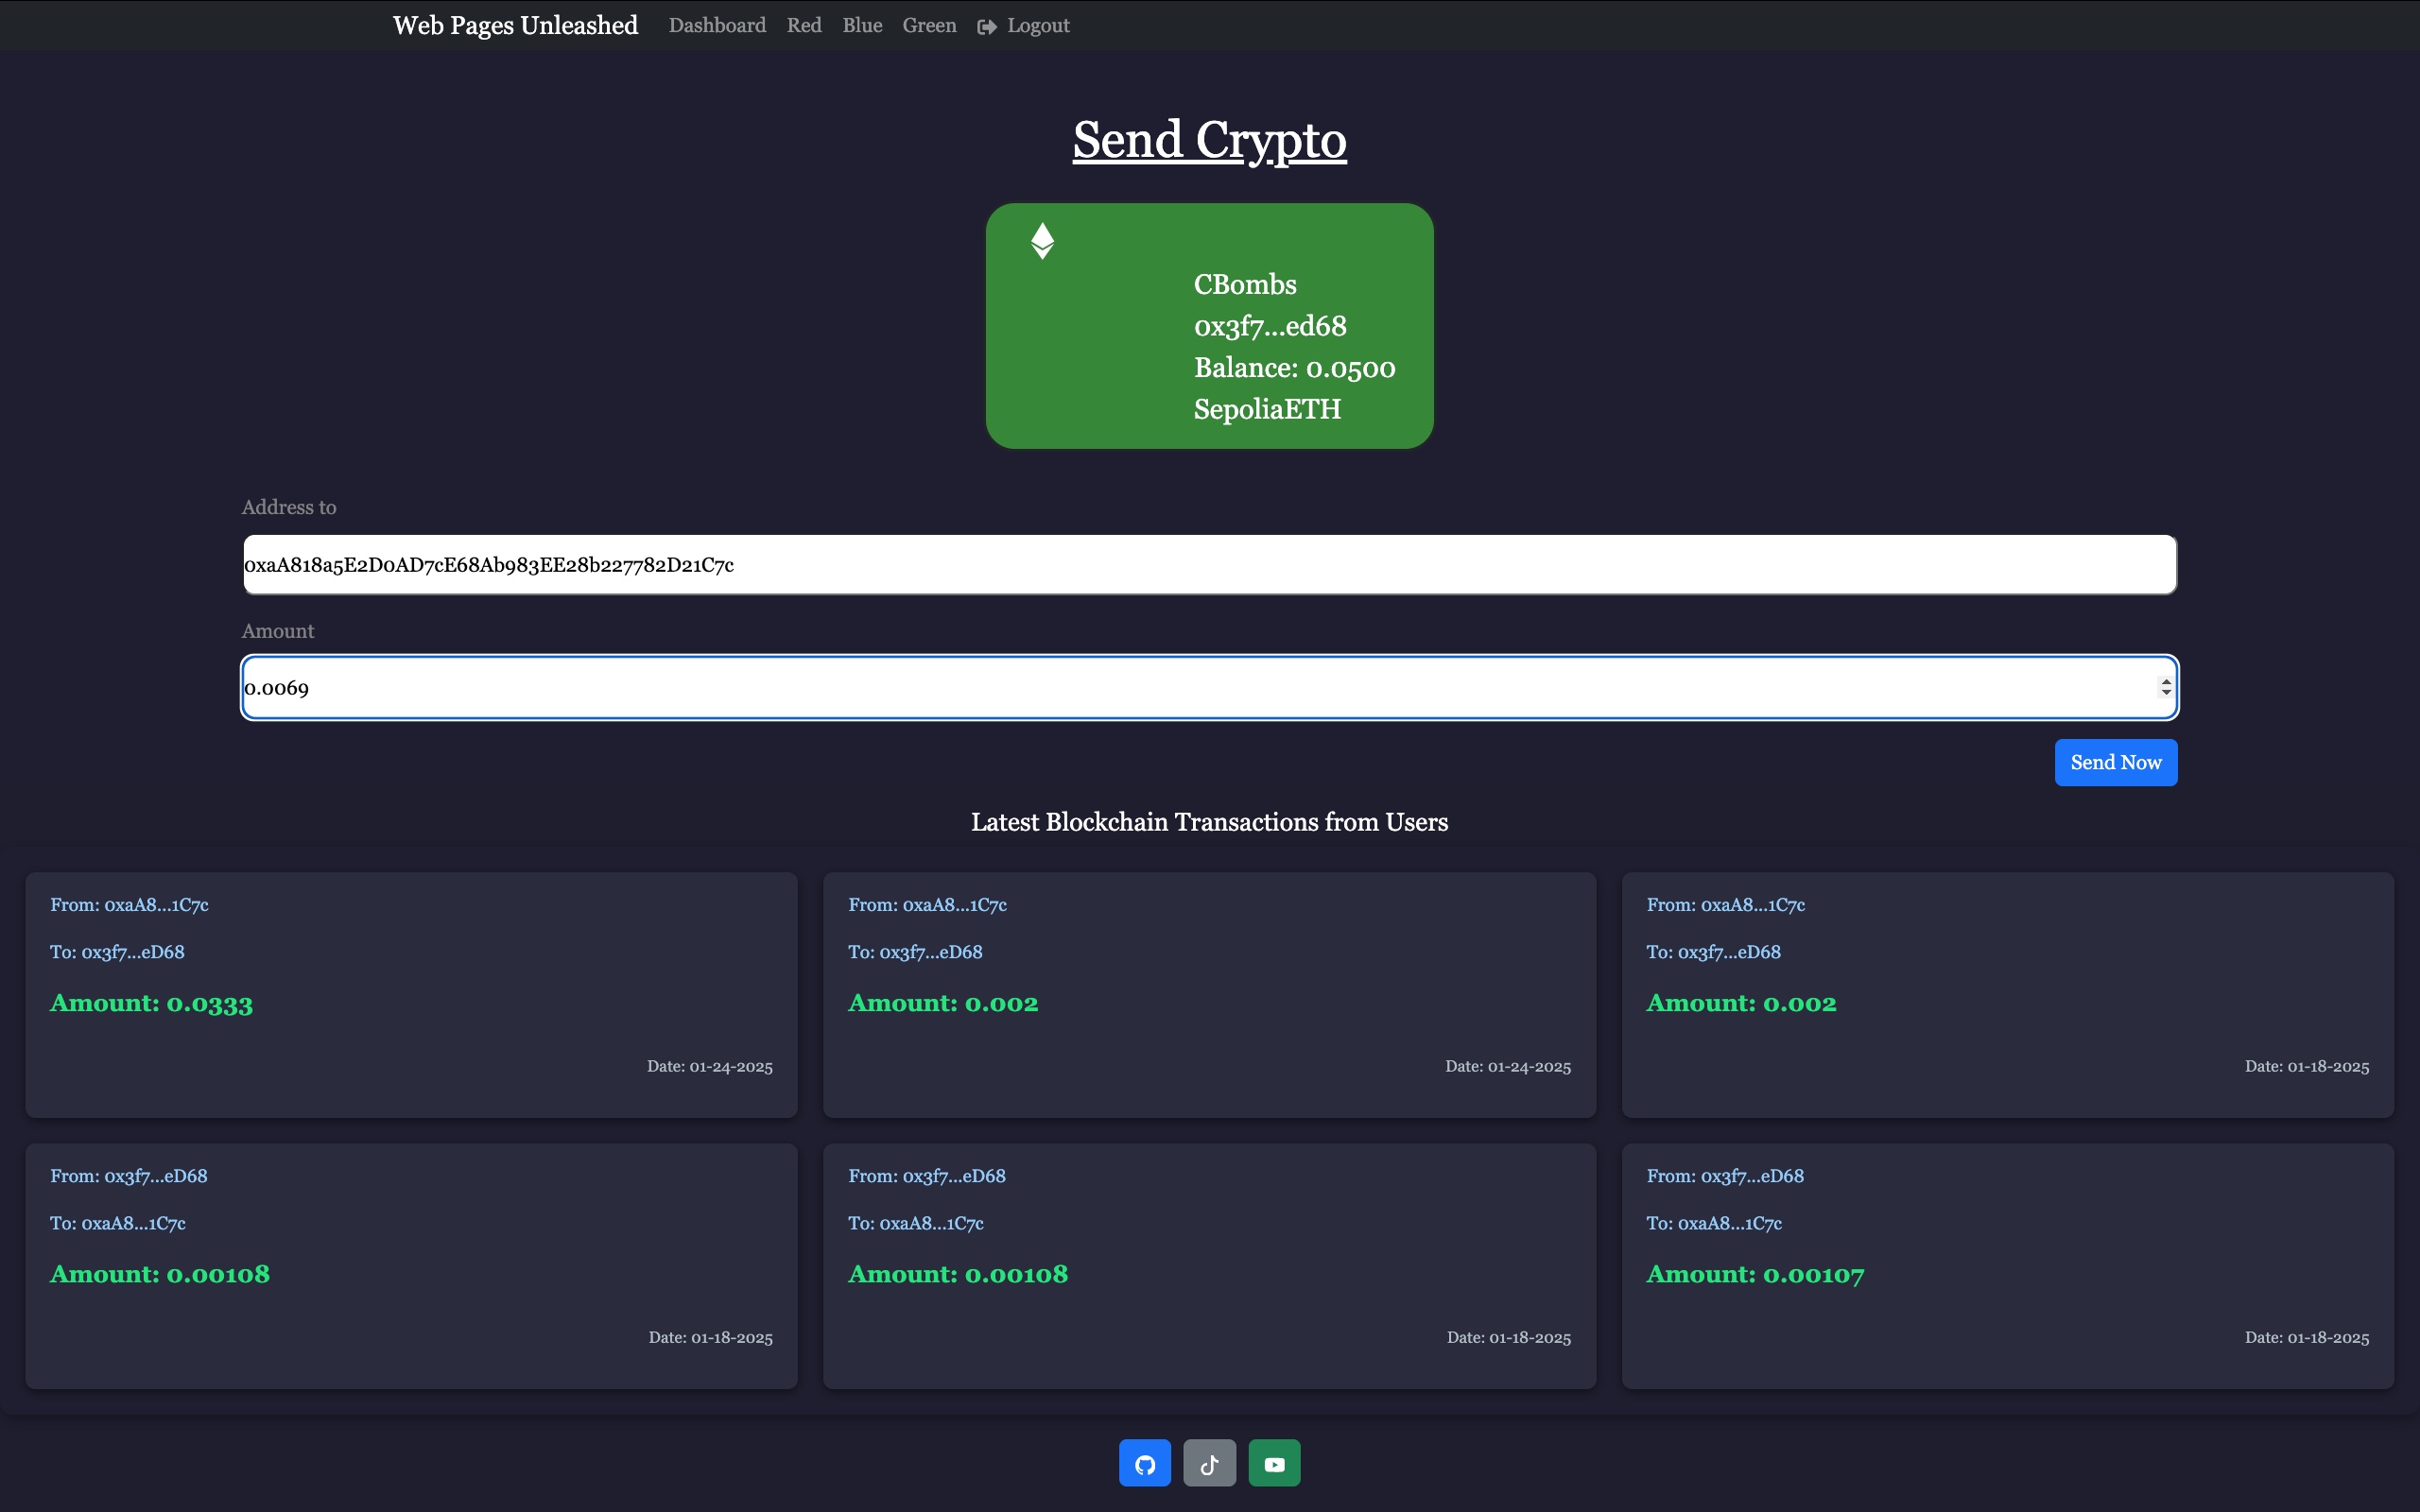 Web Pages Unleashed Dashboard Red Blue Green Logout
Send Crypto
CBombs
0x3f7...ed68
Balance: 0.0500
SepoliaETH
Address to
0xaA818a5E2D0AD7cE68Ab983EE28b227782D21C7c
Amount
0.0069
Send Now
Latest Blockchain Transactions from Users
From: 0xaA8...1C7c
To: 0x3f7...eD68
Amount: 0.0333
Date: 01-24-2025
From: 0xaA8...1C7c
To: 0x3f7...eD68
Amount: 0.002
Date: 01-24-2025
From: 0xaA8...1C7c
To: 0x3f7...eD68
Amount: 0.002
Date: 01-18-2025
From: 0x3f7...eD68
To: 0xaA8...1C7c
Amount: 0.00108
Date: 01-18-2025
From: 0x3f7...eD68
To: 0xaA8...1C7c
Amount: 0.00108
Date: 01-18-2025
From: 0x3f7...eD68
To: 0xaA8...1C7c
Amount: 0.00107
Date: 01-18-2025